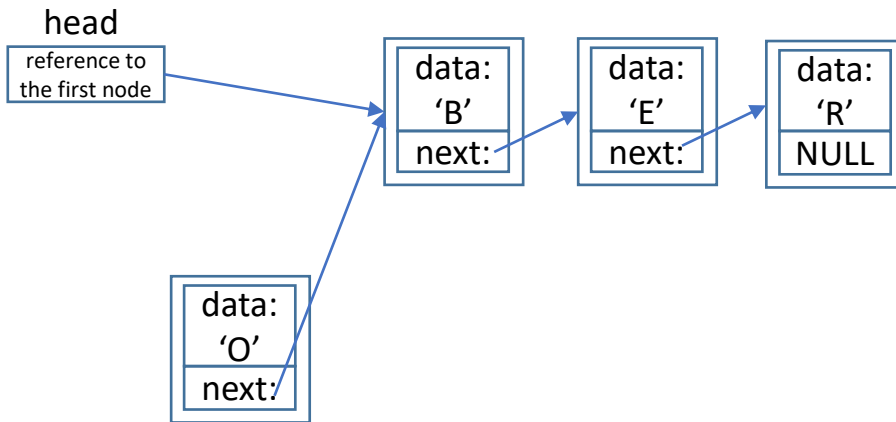 head
reference to
the first node
data:
‘B’
next:
data:
‘E’
next:
data:
‘R’
NULL
data:
‘O’
next: